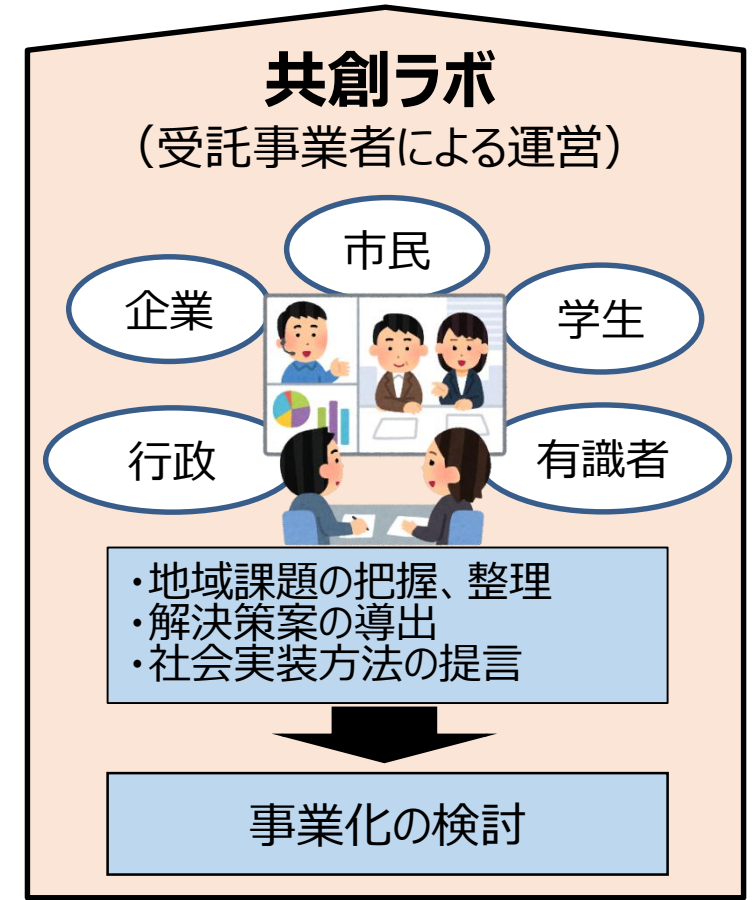 共創ラボ
（受託事業者による運営）
市民
企業
学生
行政
有識者
・地域課題の把握、整理
・解決策案の導出
・社会実装方法の提言
事業化の検討